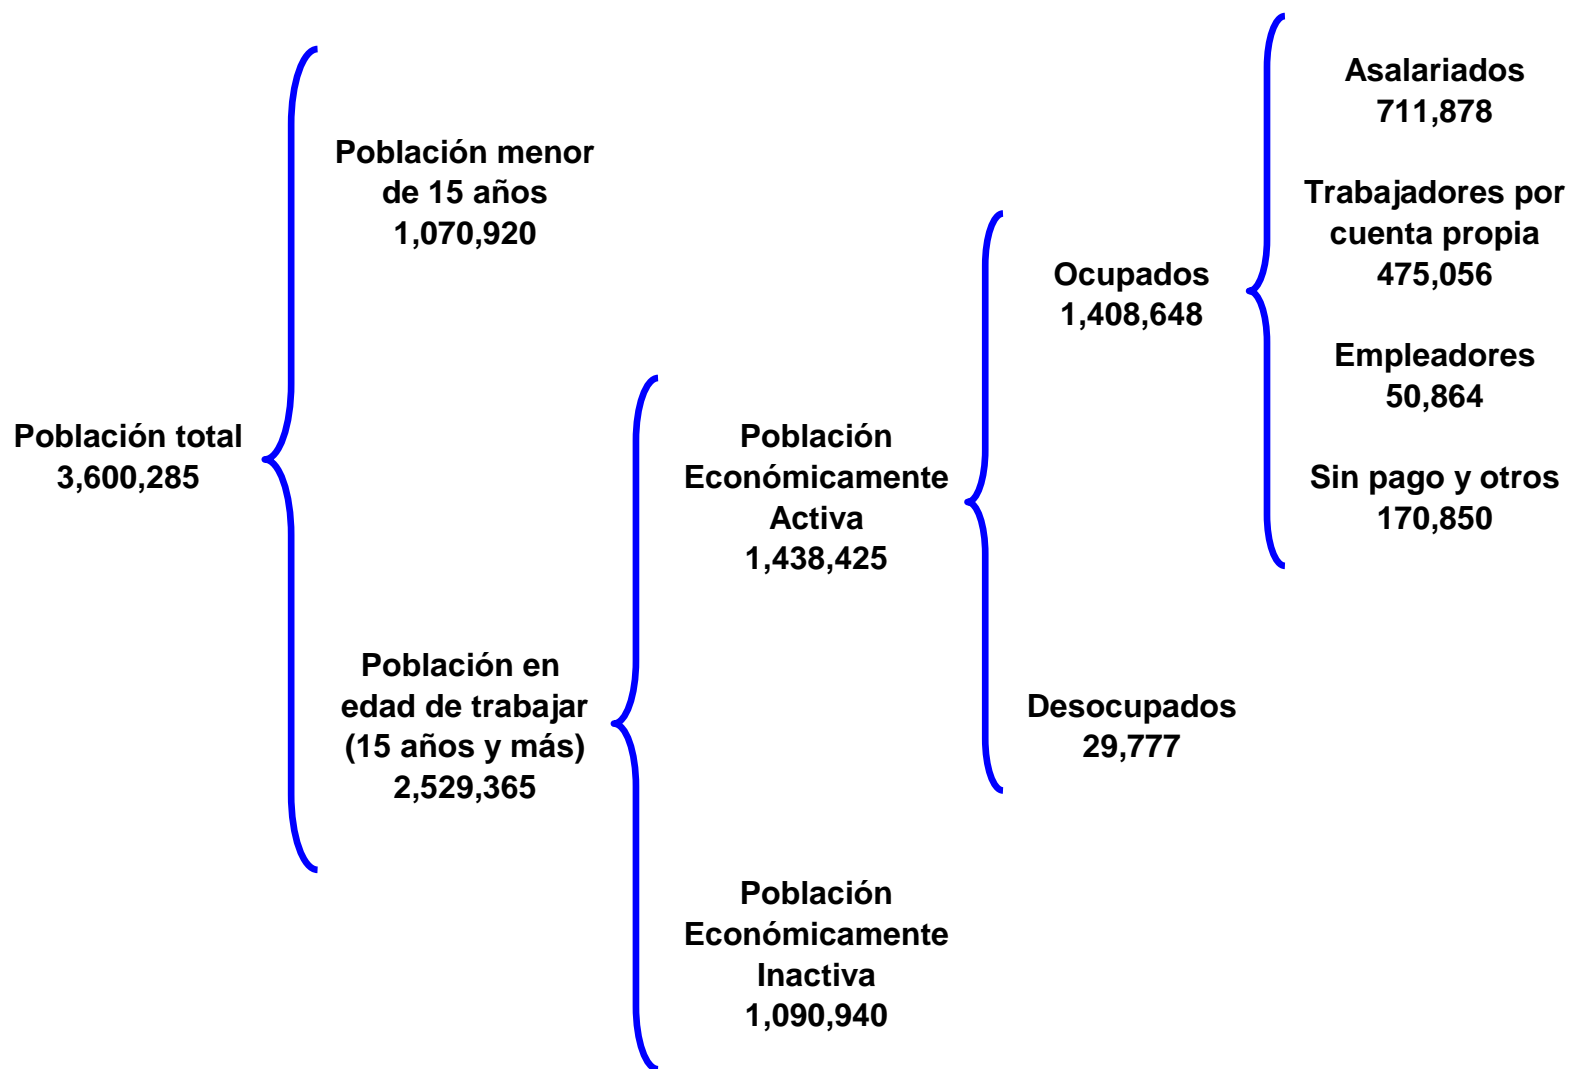 Población total
3,600,285
Población menor
de 15 años
1,070,920
Población en
edad de trabajar
(15 años y más)
2,529,365
Población
Económicamente
Activa
1,438,425
Población
Económicamente
Inactiva
1,090,940
Ocupados
1,408,648
Desocupados
29,777
Asalariados
711,878
Trabajadores por
cuenta propia
475,056
Empleadores
50,864
Sin pago y otros
170,850